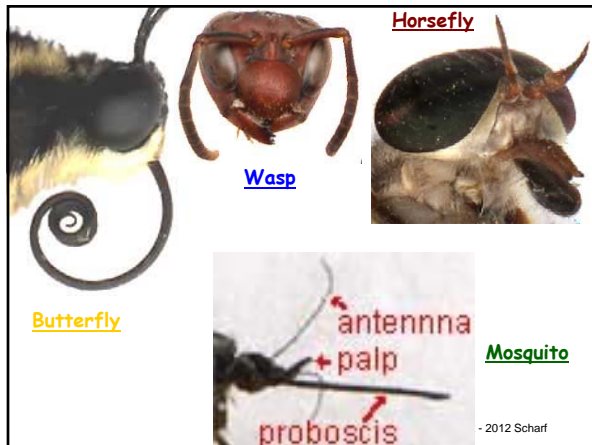 Horsefly
Wasp
Butterfly
antennna
palp
Mosquito
proboscis
- 2012 Scharf